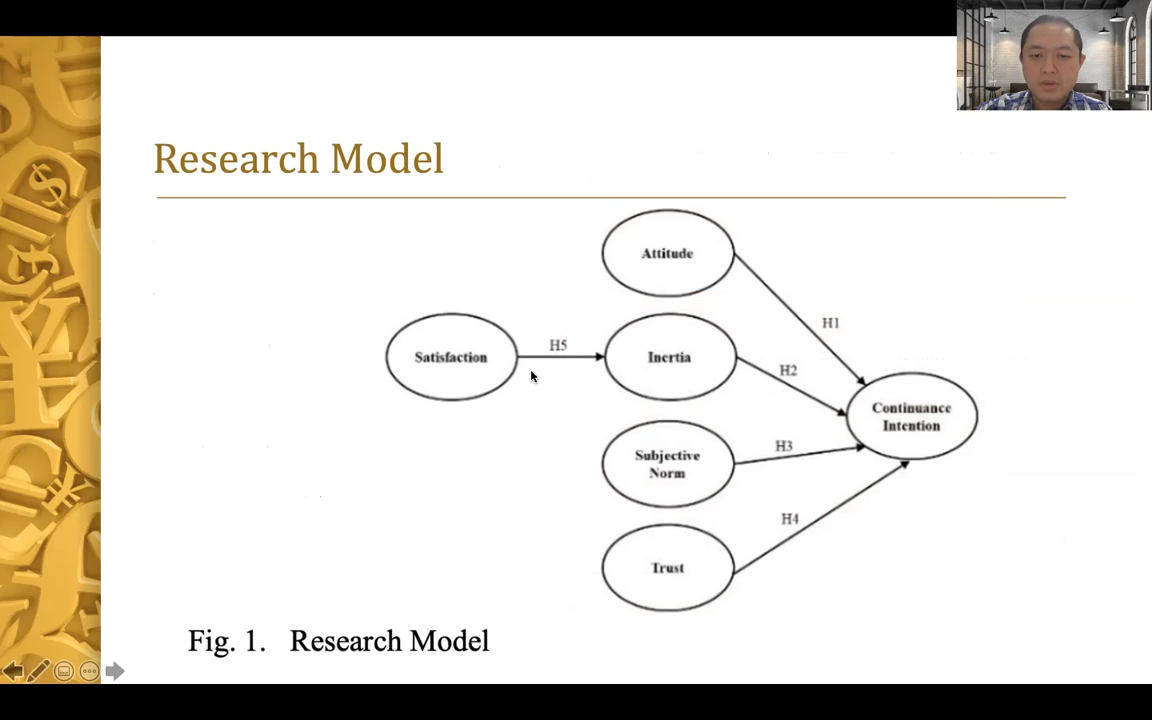 Research Model
Attitude
H1
Satisfaction
H5
Inertia
H2
Continuance
Intention
Subjective
Norm
H3
H4
Trust
Fig. 1. Research Model